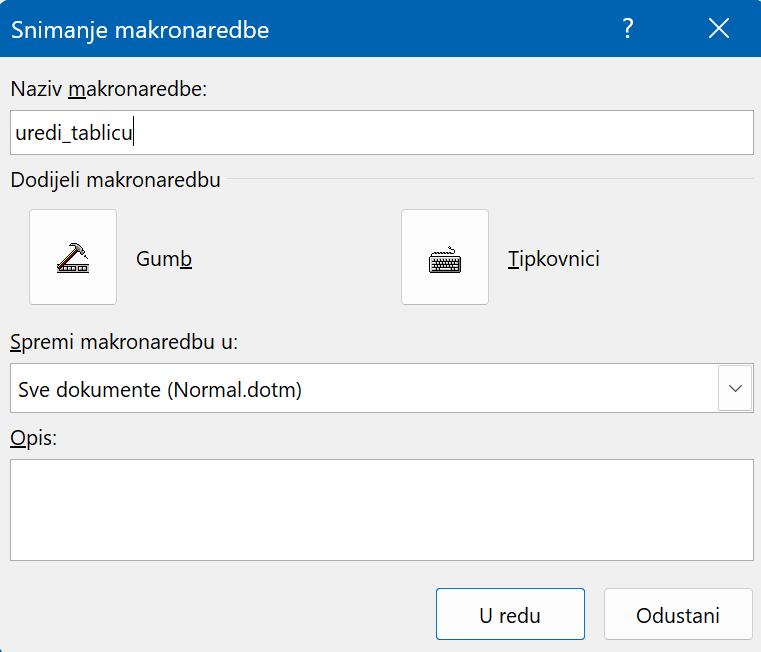 Snimanje makronaredbe
?
Naziv makronaredbe:
uredi_tablicu
Dodijeli makronaredbu
Gumb
Tipkovnici
Spremi makronaredbu u:
Sve dokumente (Normal.dotm)
Opis:
U redu
Odustani